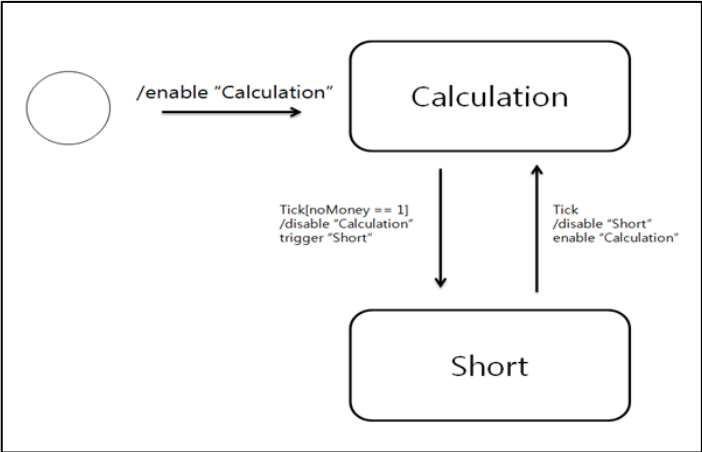 /enable “Calculation”
Calculation
Tick[noMoney == 1]
/disable “Calculation”
trigger “Short”
Tick
/disable “Short”
enable “Calculation”
Short